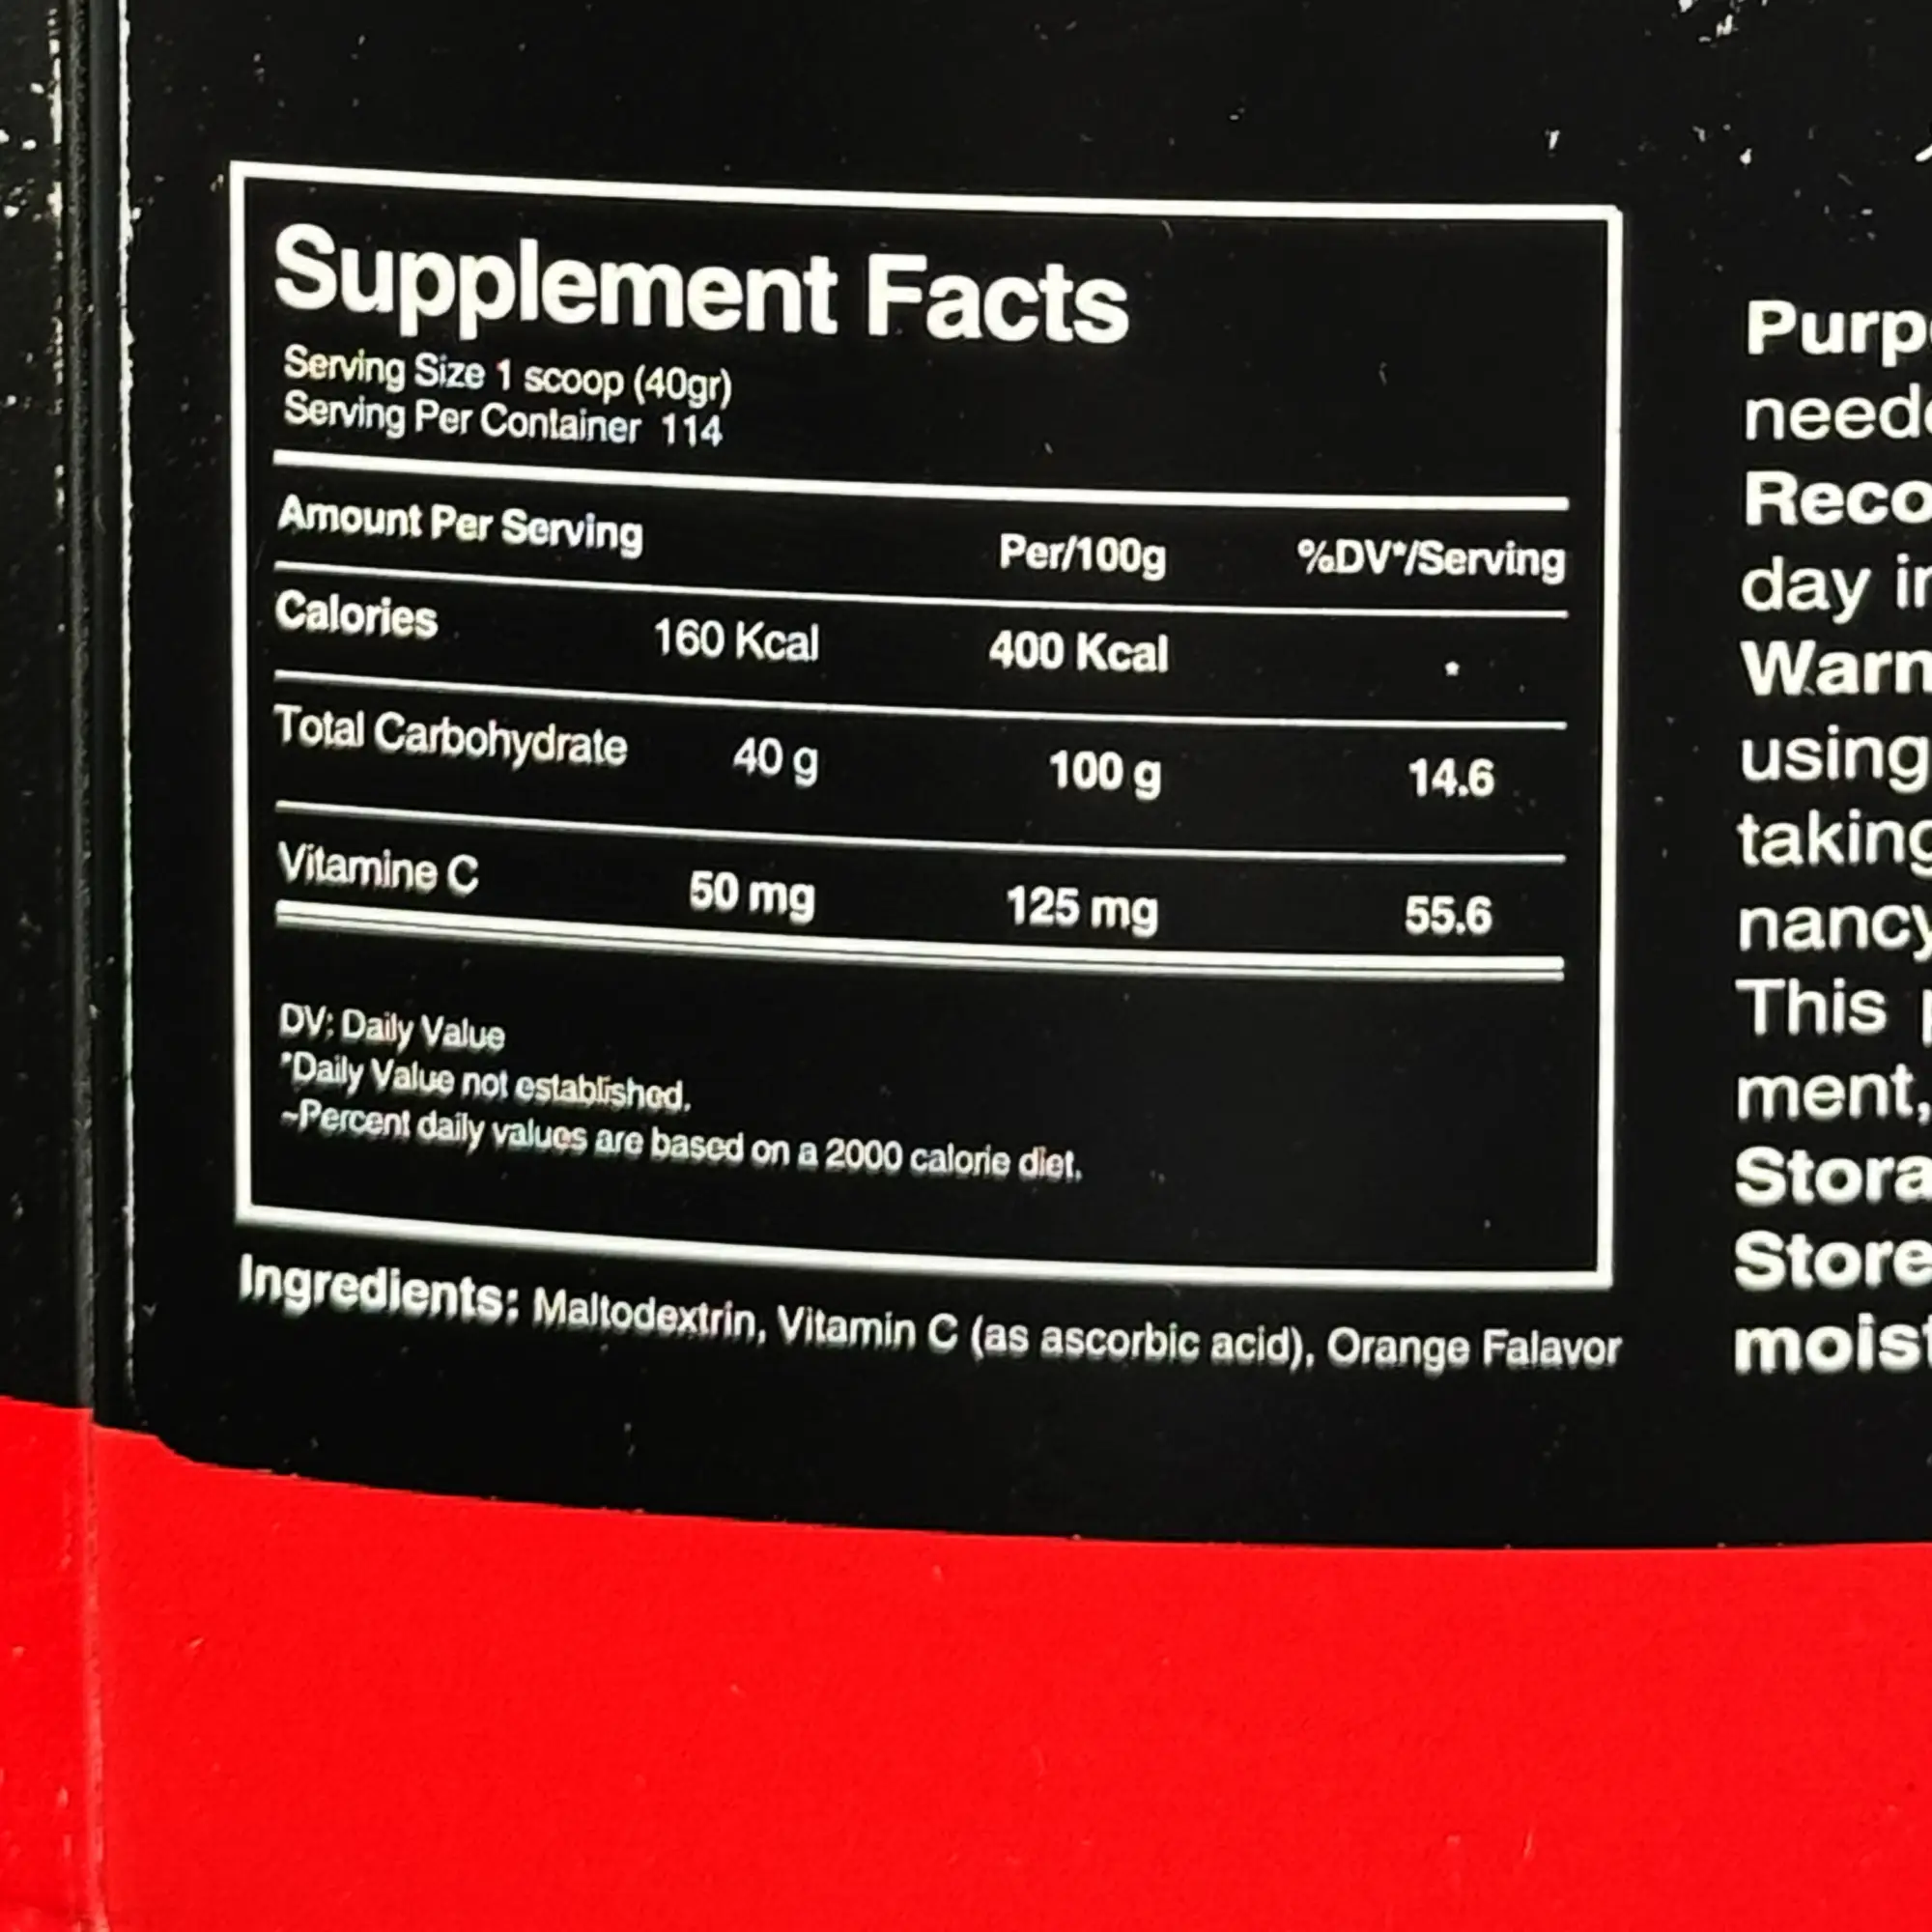 Supplement Facts
Serving Size 1 scoop (40gr)
Serving Per Container 114
Amount Per Serving Per/100g %DV*/Serving
Calories 160 Kcal 400 Kcal *
Total Carbohydrate 40 g 100 g 14.6
Vitamine C 50 mg 125 mg 55.6
DV: Daily Value
*Daily Value not established.
~Percent daily values are based on a 2000 calorie diet.
Ingredients: Maltodextrin, Vitamin C (as ascorbic acid), Orange Falavor
Purp
need
Reco
day
Warn
using
taking
nancy
This
ment,
Stora
Store
moist